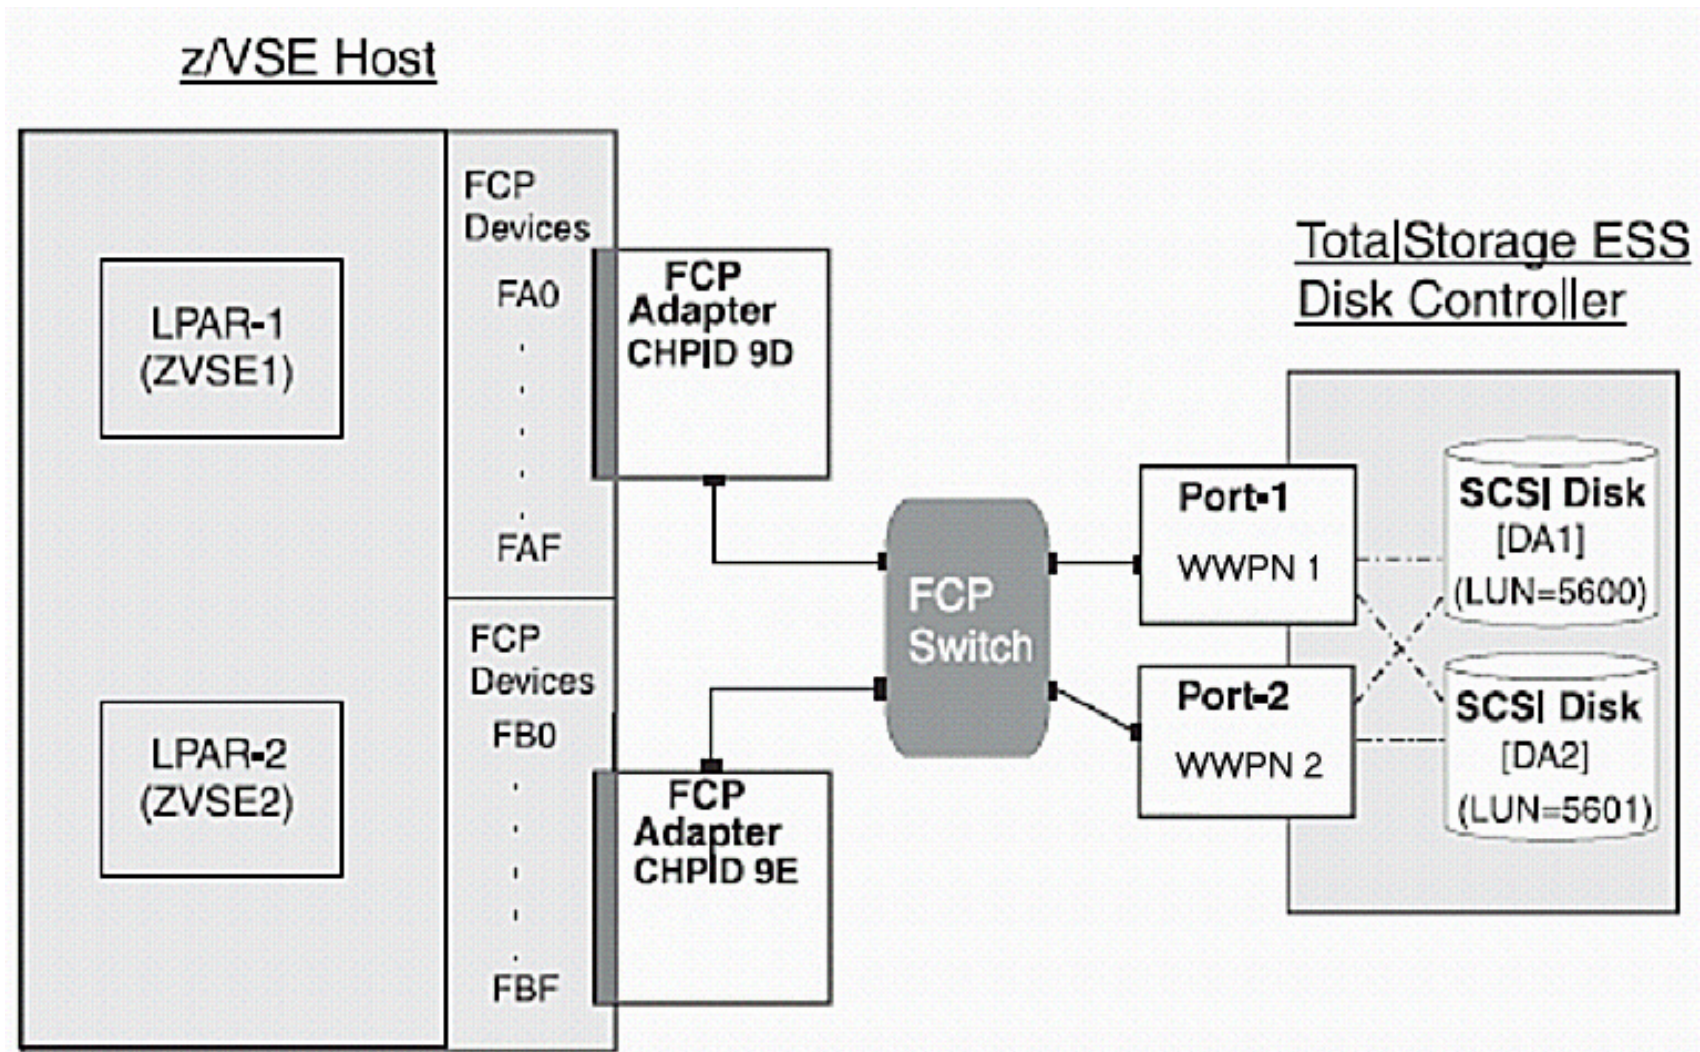 z/VSE Host
LPAR-1
(ZVSE1)
LPAR-2
(ZVSE2)
FCP
Devices
FA0
FAF
FCP
Devices
FB0
FBF
FCP
Adapter
CHPID 9D
FCP
Adapter
CHPID 9E
FCP
Switch
TotalStorage ESS
Disk Controller
Port-1
WWPN 1
Port-2
WWPN 2
SCSI Disk
[DA1]
(LUN=5600)
SCSI Disk
[DA2]
(LUN=5601)